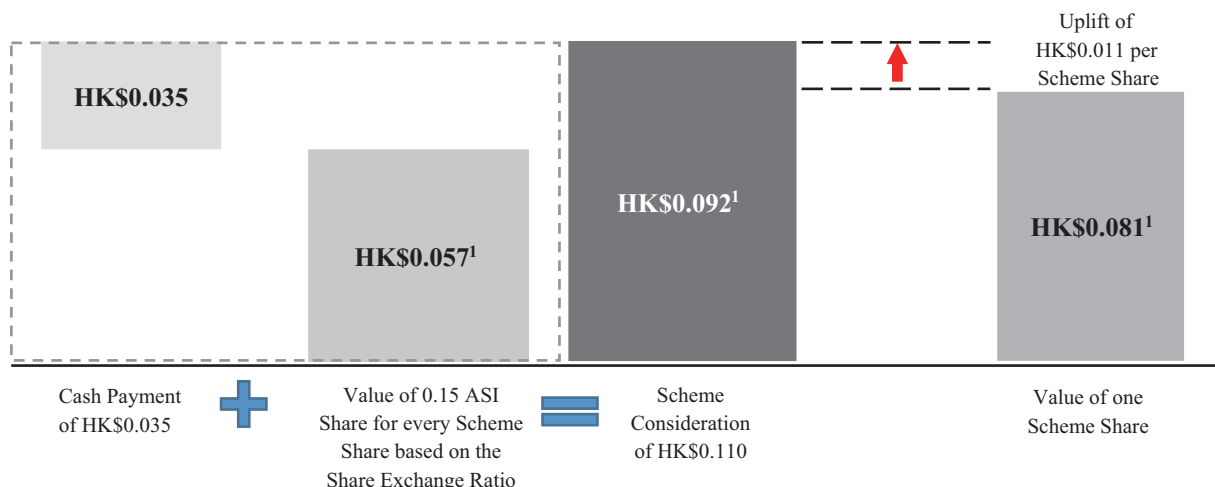 Uplift of
HK$0.011 per
Scheme Share
HK$0.035
HK$0.057¹
HK$0.092¹
HK$0.081¹
Cash Payment
of HK$0.035
Value of 0.15 ASI
Share for every Scheme
Share based on the
Share Exchange Ratio
Scheme
Consideration
of HK$0.110
Value of one
Scheme Share